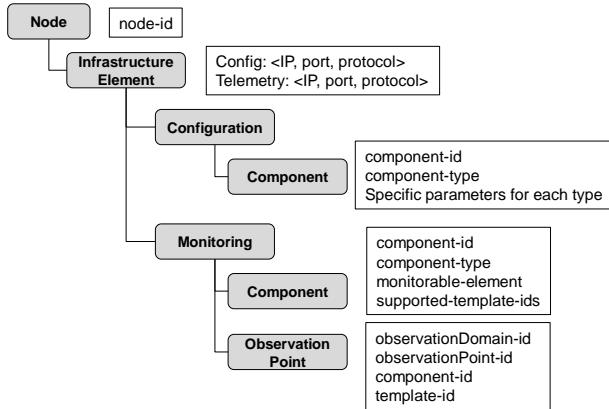 Node
node-id
Infrastructure
Element
Config: <IP, port, protocol>
Telemetry: <IP, port, protocol>
Configuration
Component
component-id
component-type
Specific parameters for each type
Monitoring
Component
component-id
component-type
monitorable-element
supported-template-ids
Observation
Point
observationDomain-id
observationPoint-id
component-id
template-id